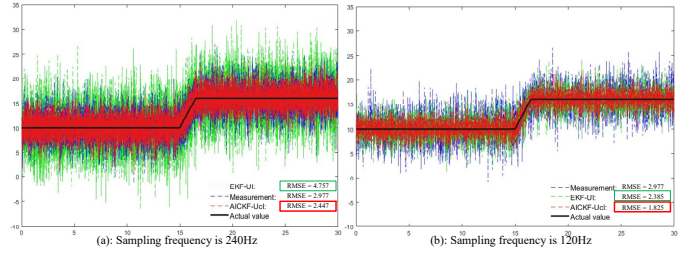 35
30
25
20
15
10
5
0
-5
-10
0 5 10 15 20 25 30
EKF-UI: RMSE = 4.757
Measurement: RMSE = 2.977
AICKF-UcI: RMSE = 2.447
Actual value
(a): Sampling frequency is 240Hz
35
30
25
20
15
10
5
0
-5
-10
0 5 10 15 20 25 30
Measurement: RMSE = 2.977
EKF-UI: RMSE = 2.385
AICKF-UcI: RMSE = 1.825
Actual value
(b): Sampling frequency is 120Hz